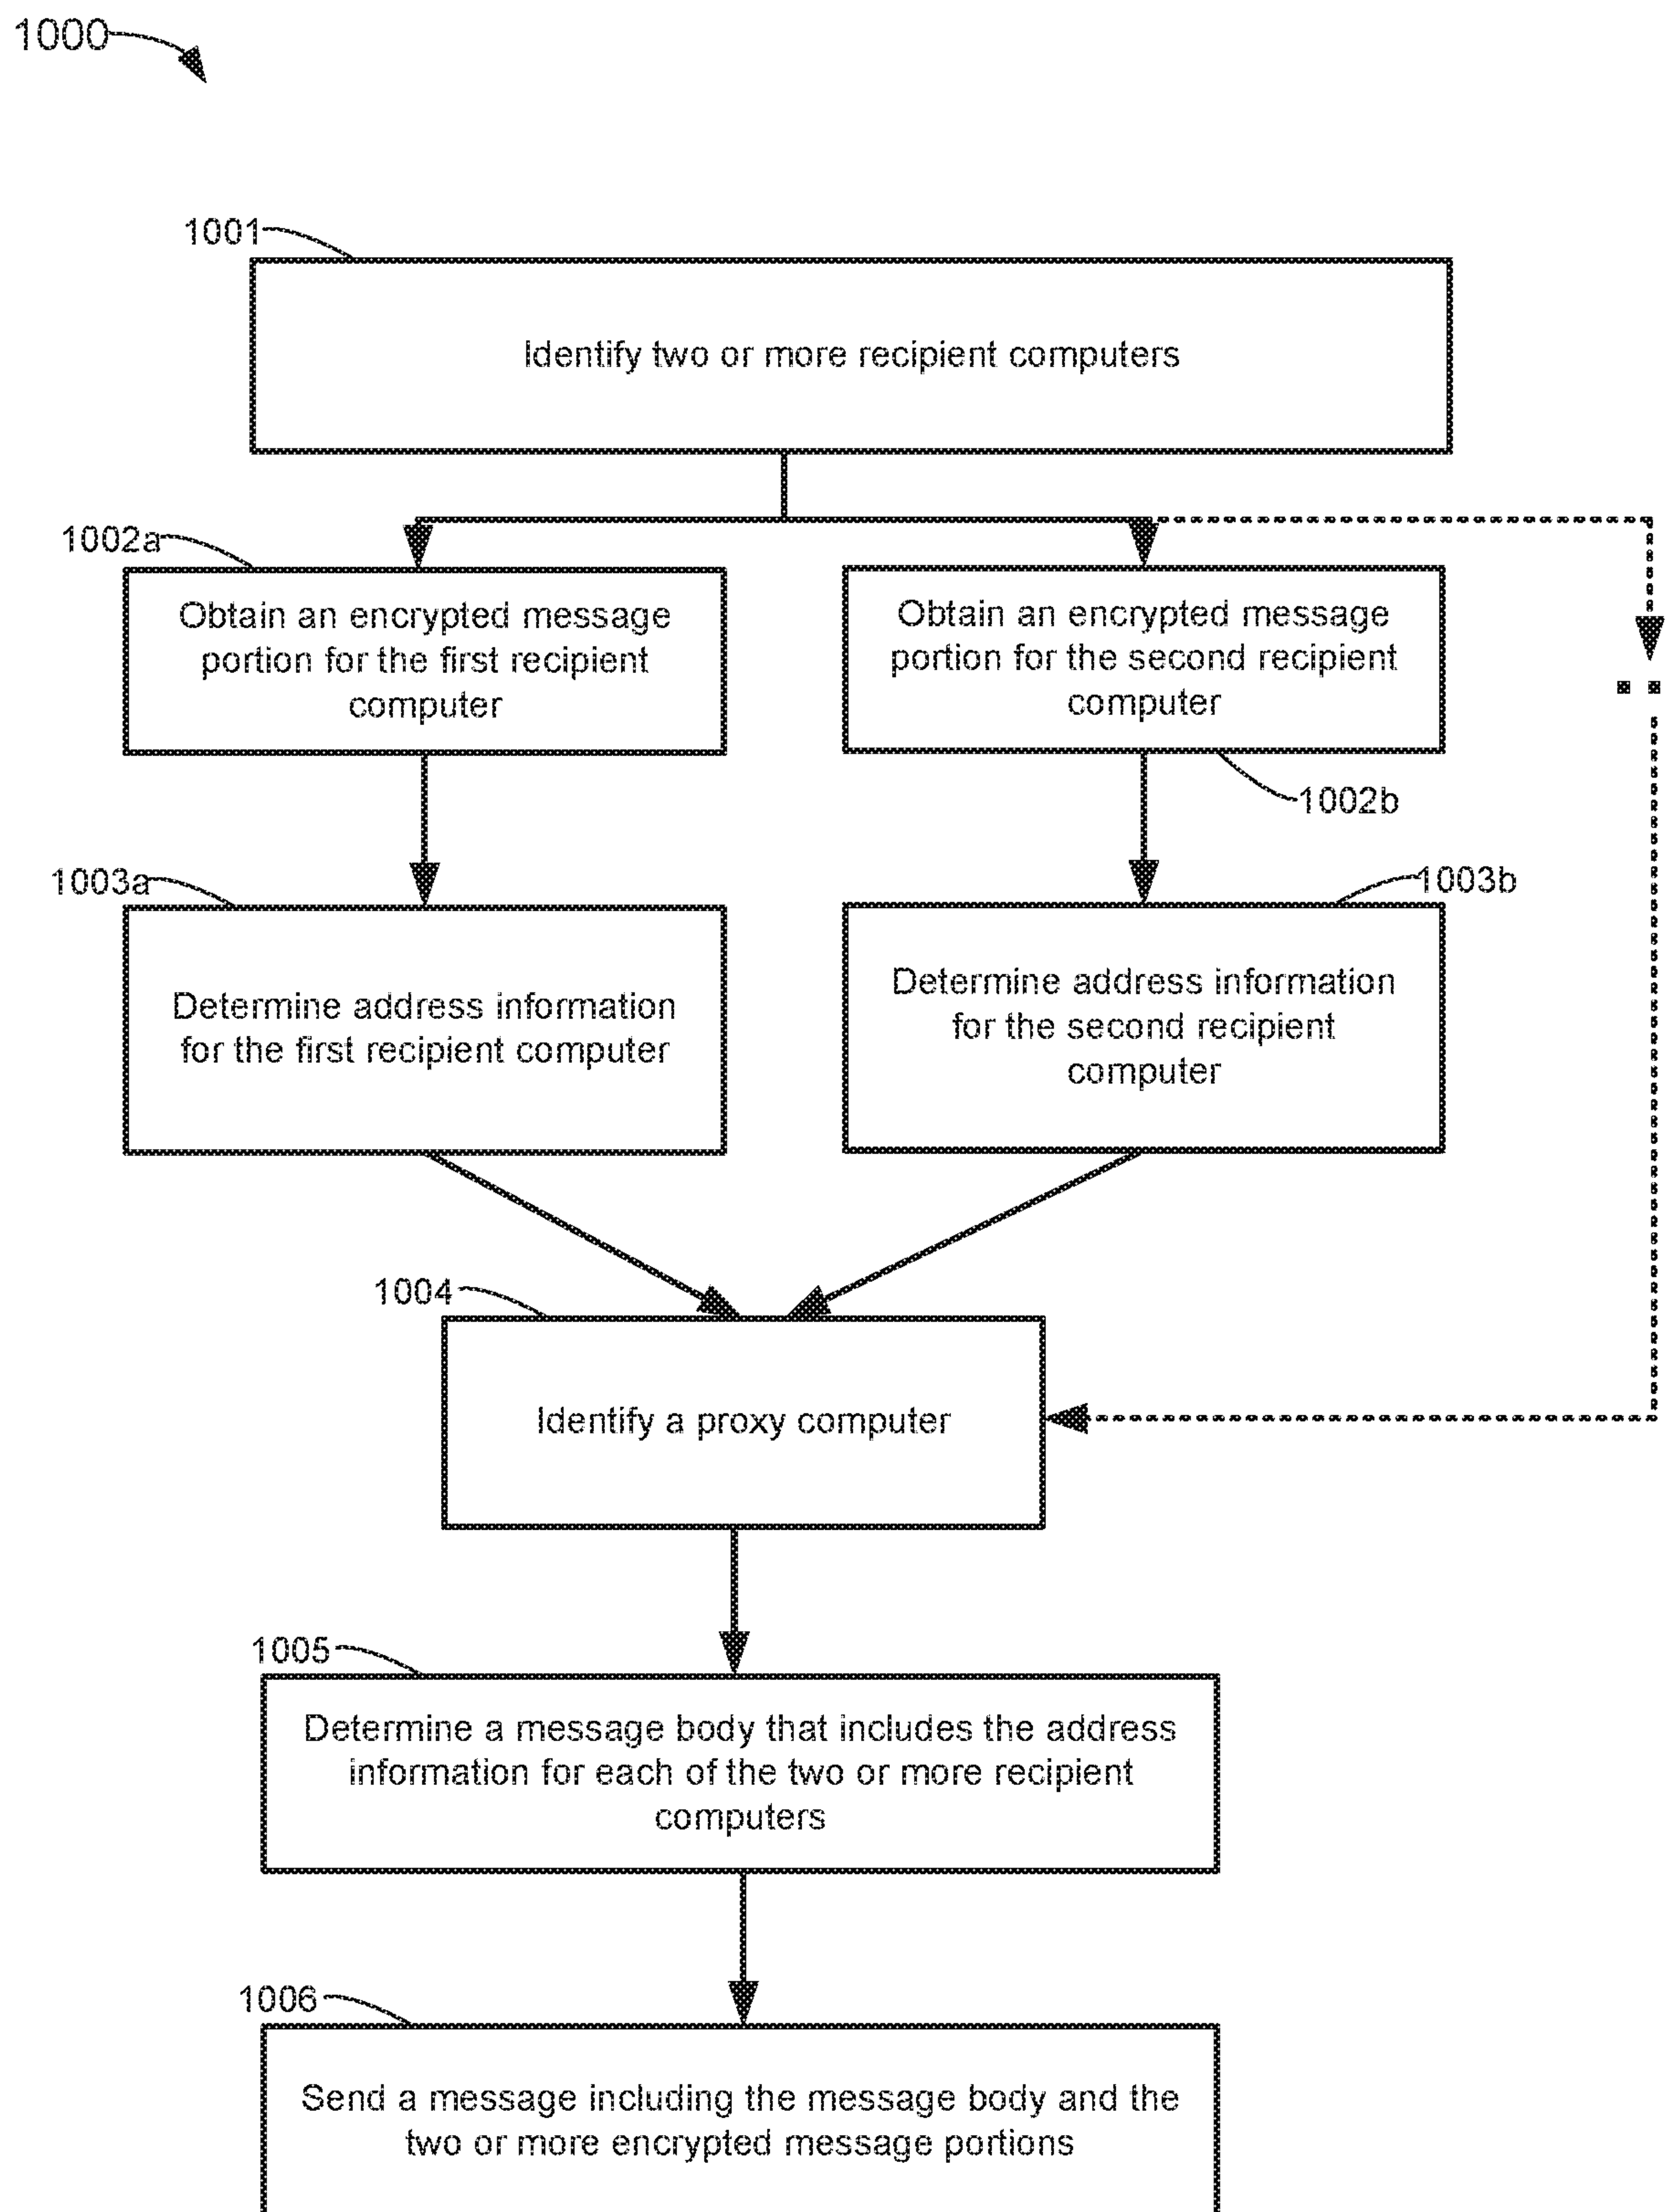 1000
1001
Identify two or more recipient computers
1002a
Obtain an encrypted message
portion for the first recipient
computer
Obtain an encrypted message
portion for the second recipient
computer
1002b
1003a
Determine address information
for the first recipient computer
1003b
Determine address information
for the second recipient
computer
1004
Identify a proxy computer
1005
Determine a message body that includes the address
information for each of the two or more recipient
computers
1006
Send a message including the message body and the
two or more encrypted message portions